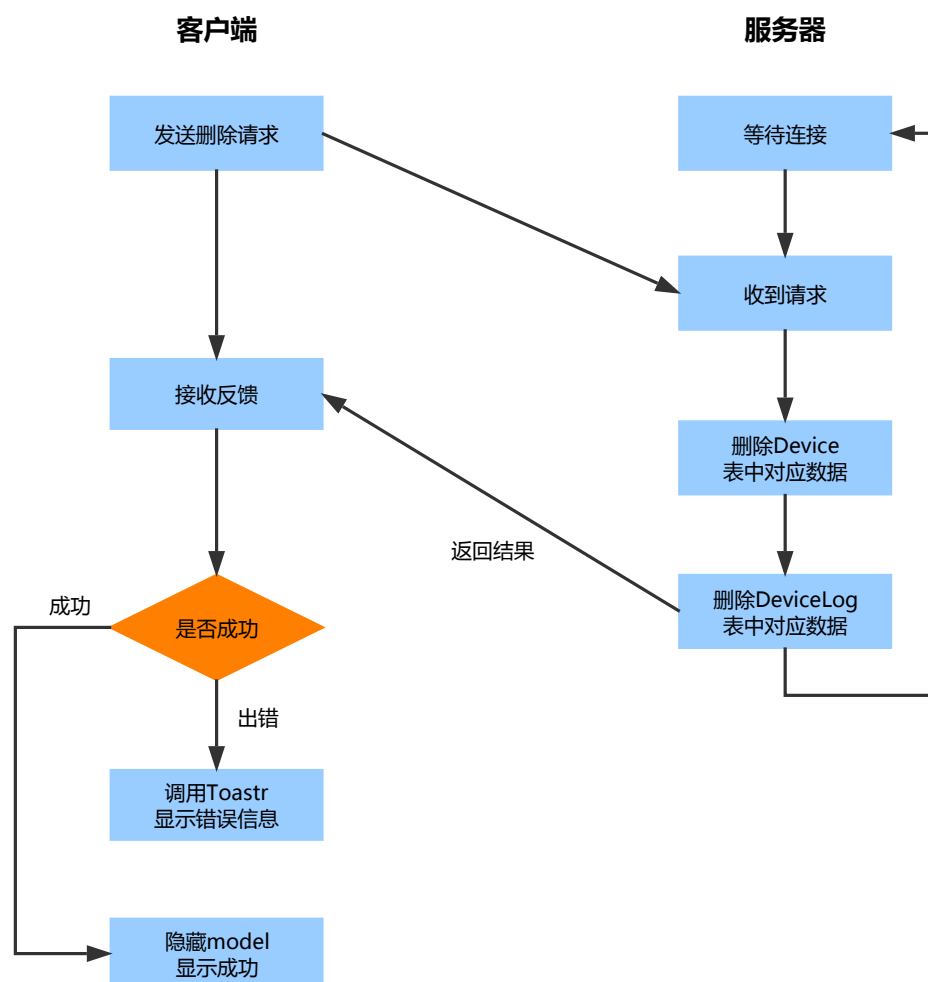 客户端
服务器
发送删除请求
等待连接
收到请求
接收反馈
删除Device
表中对应数据
返回结果
删除DeviceLog
表中对应数据
成功
是否成功
出错
调用Toastr
显示错误信息
隐藏model
显示成功